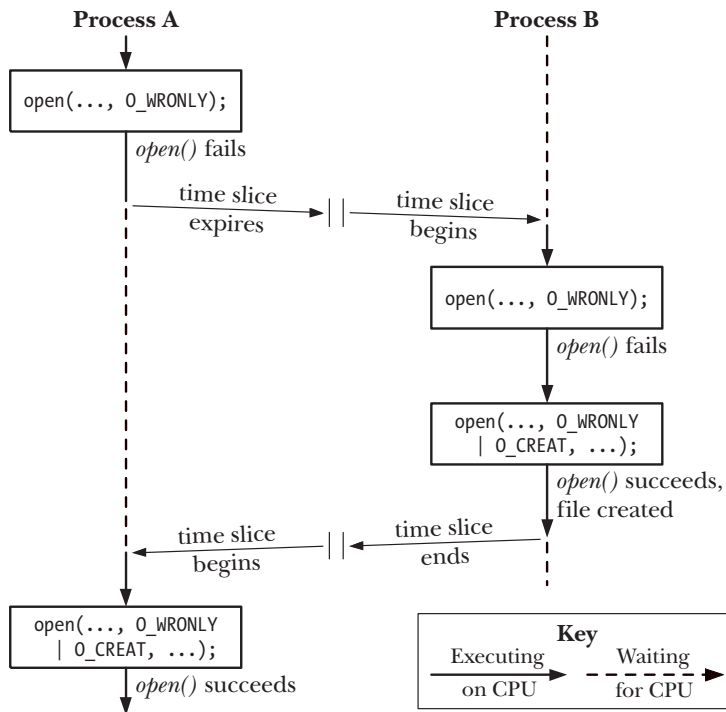 Process A
Process B
open(..., O_WRONLY);
open() fails
time slice
expires
time slice
begins
open(..., O_WRONLY);
open() fails
open(..., O_WRONLY
| O_CREAT, ...);
open() succeeds,
file created
time slice
ends
time slice
begins
open(..., O_WRONLY
| O_CREAT, ...);
open() succeeds
Key
Executing
on CPU
Waiting
for CPU